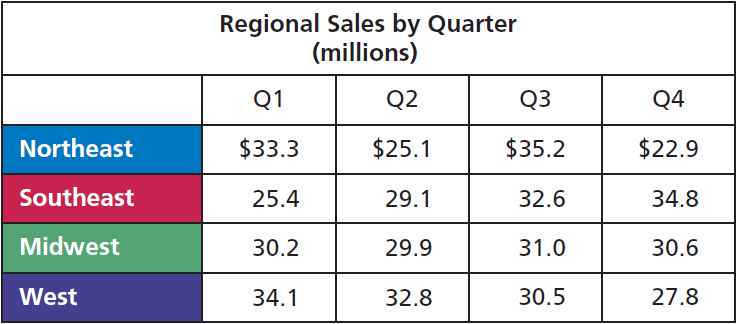 Regional Sales by Quarter
(millions)
Q1 Q2 Q3 Q4
Northeast $33.3 $25.1 $35.2 $22.9
Southeast 25.4 29.1 32.6 34.8
Midwest 30.2 29.9 31.0 30.6
West 34.1 32.8 30.5 27.8